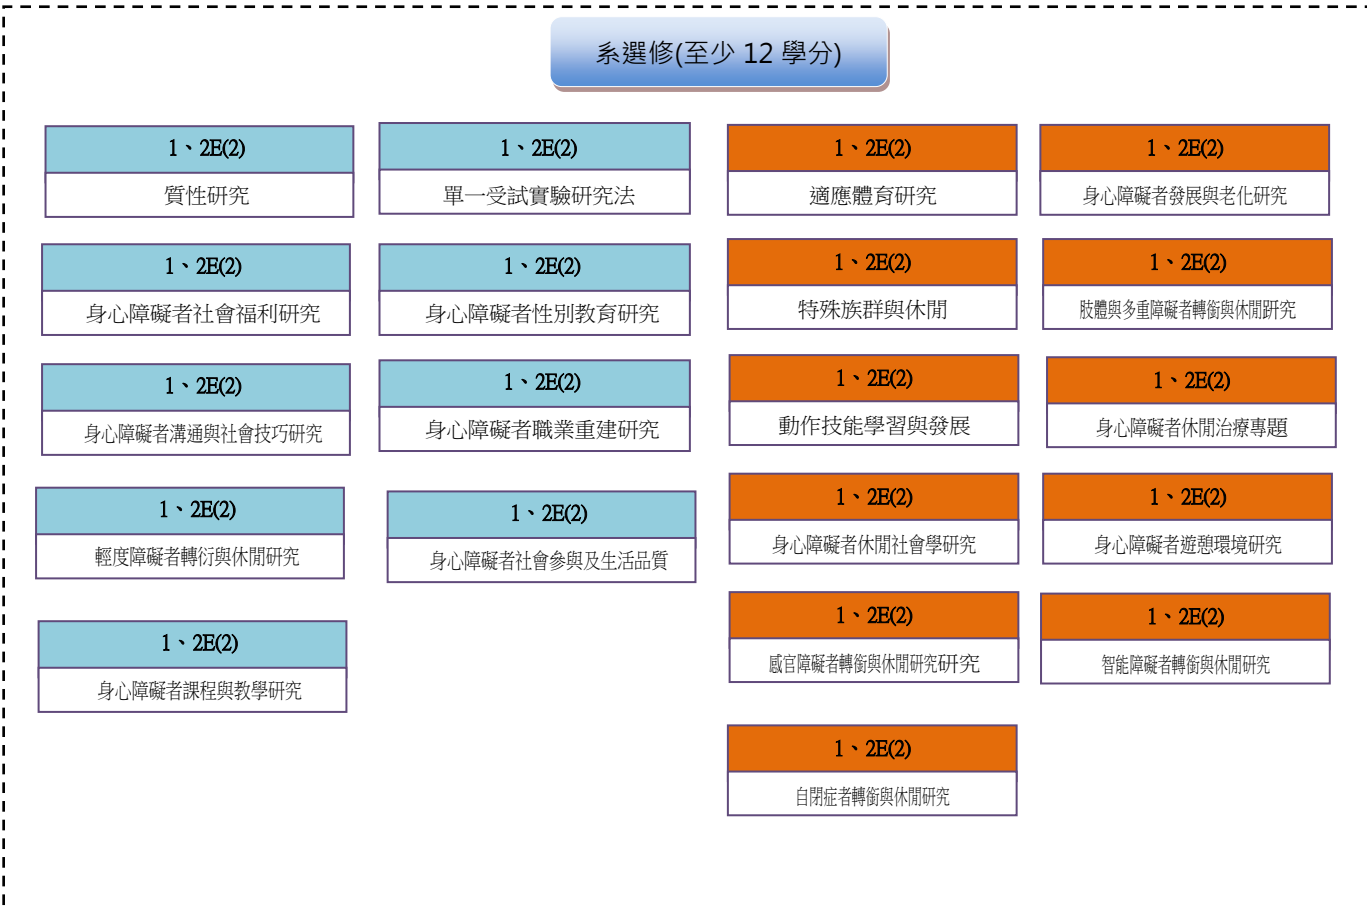 系選修(至少 12 學分)
1、2E(2)
質性研究
1、2E(2)
單一受試實驗研究法
1、2E(2)
適應體育研究
1、2E(2)
身心障礙者發展與老化研究
1、2E(2)
身心障礙者社會福利研究
1、2E(2)
身心障礙者性別教育研究
1、2E(2)
特殊族群與休閒
1、2E(2)
肢體與多重障礙者轉銜與休閒趼究
1、2E(2)
身心障礙者溝通與社會技巧研究
1、2E(2)
身心障礙者職業重建研究
1、2E(2)
動作技能學習與發展
1、2E(2)
身心障礙者休閒治療專題
1、2E(2)
輕度障礙者轉衍與休閒研究
1、2E(2)
身心障礙者社會參與及生活品質
1、2E(2)
身心障礙者休閒社會學研究
1、2E(2)
身心障礙者遊憩環境研究
1、2E(2)
身心障礙者課程與教學研究
1、2E(2)
感官障礙者轉銜與休閒研究研究
1、2E(2)
智能障礙者轉銜與休閒研究
1、2E(2)
自閉症者轉銜與休閒研究